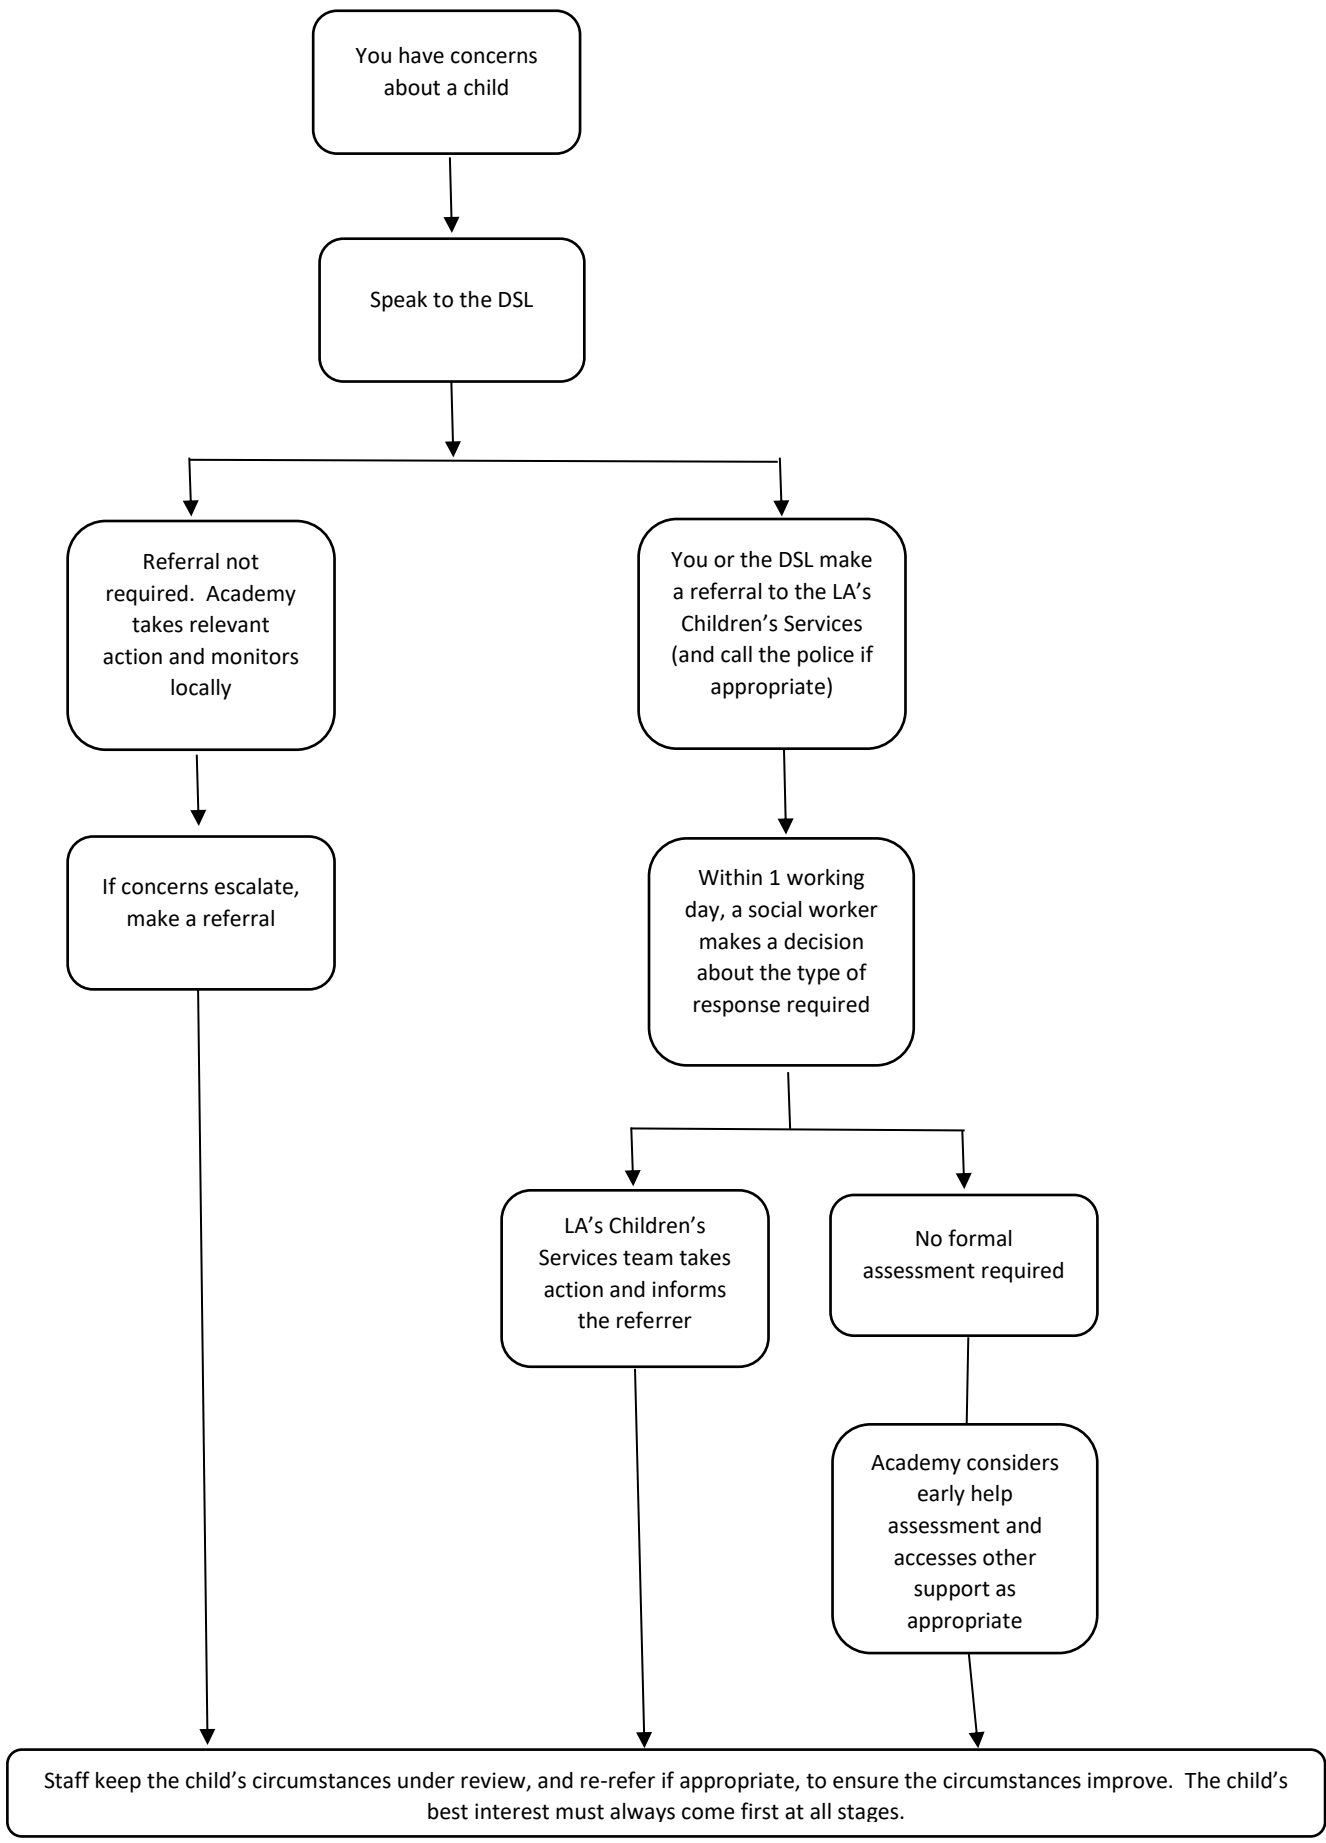 You have concerns
about a child
Speak to the DSL
Referral not
required.  Academy
takes relevant
action and monitors
locally
You or the DSL make
a referral to the LA’s
Children’s Services
(and call the police if
appropriate)
If concerns escalate,
make a referral
Within 1 working
day, a social worker
makes a decision
about the type of
response required
LA’s Children’s
Services team takes
action and informs
the referrer
No formal
assessment required
Academy considers
early help
assessment and
accesses other
support as
appropriate
Staff keep the child’s circumstances under review, and re-refer if appropriate, to ensure the circumstances improve.  The child’s
best interest must always come first at all stages.